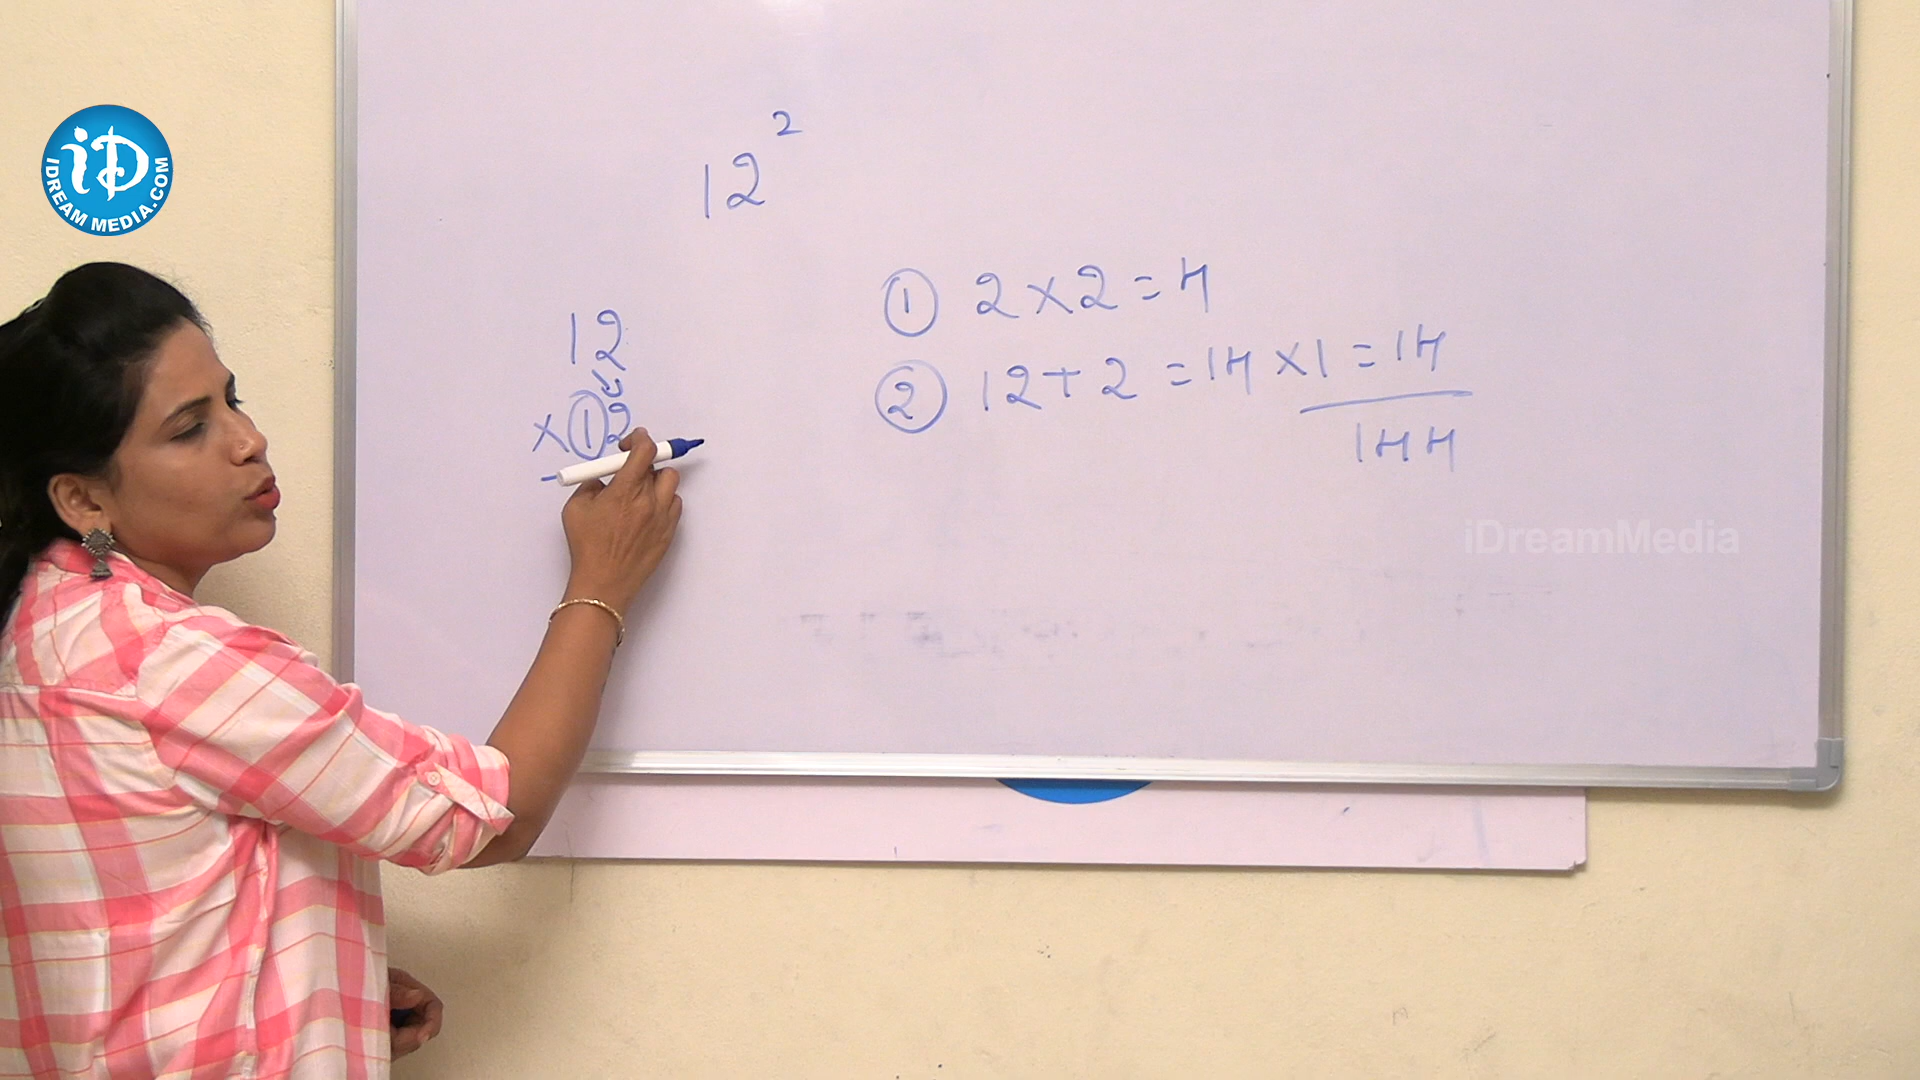 iD
IDREAM MEDIA.COM
12²
12
× 12
① 2 × 2 = 4
② 12 + 2 = 14 × 1 = 14
144
iDreamMedia